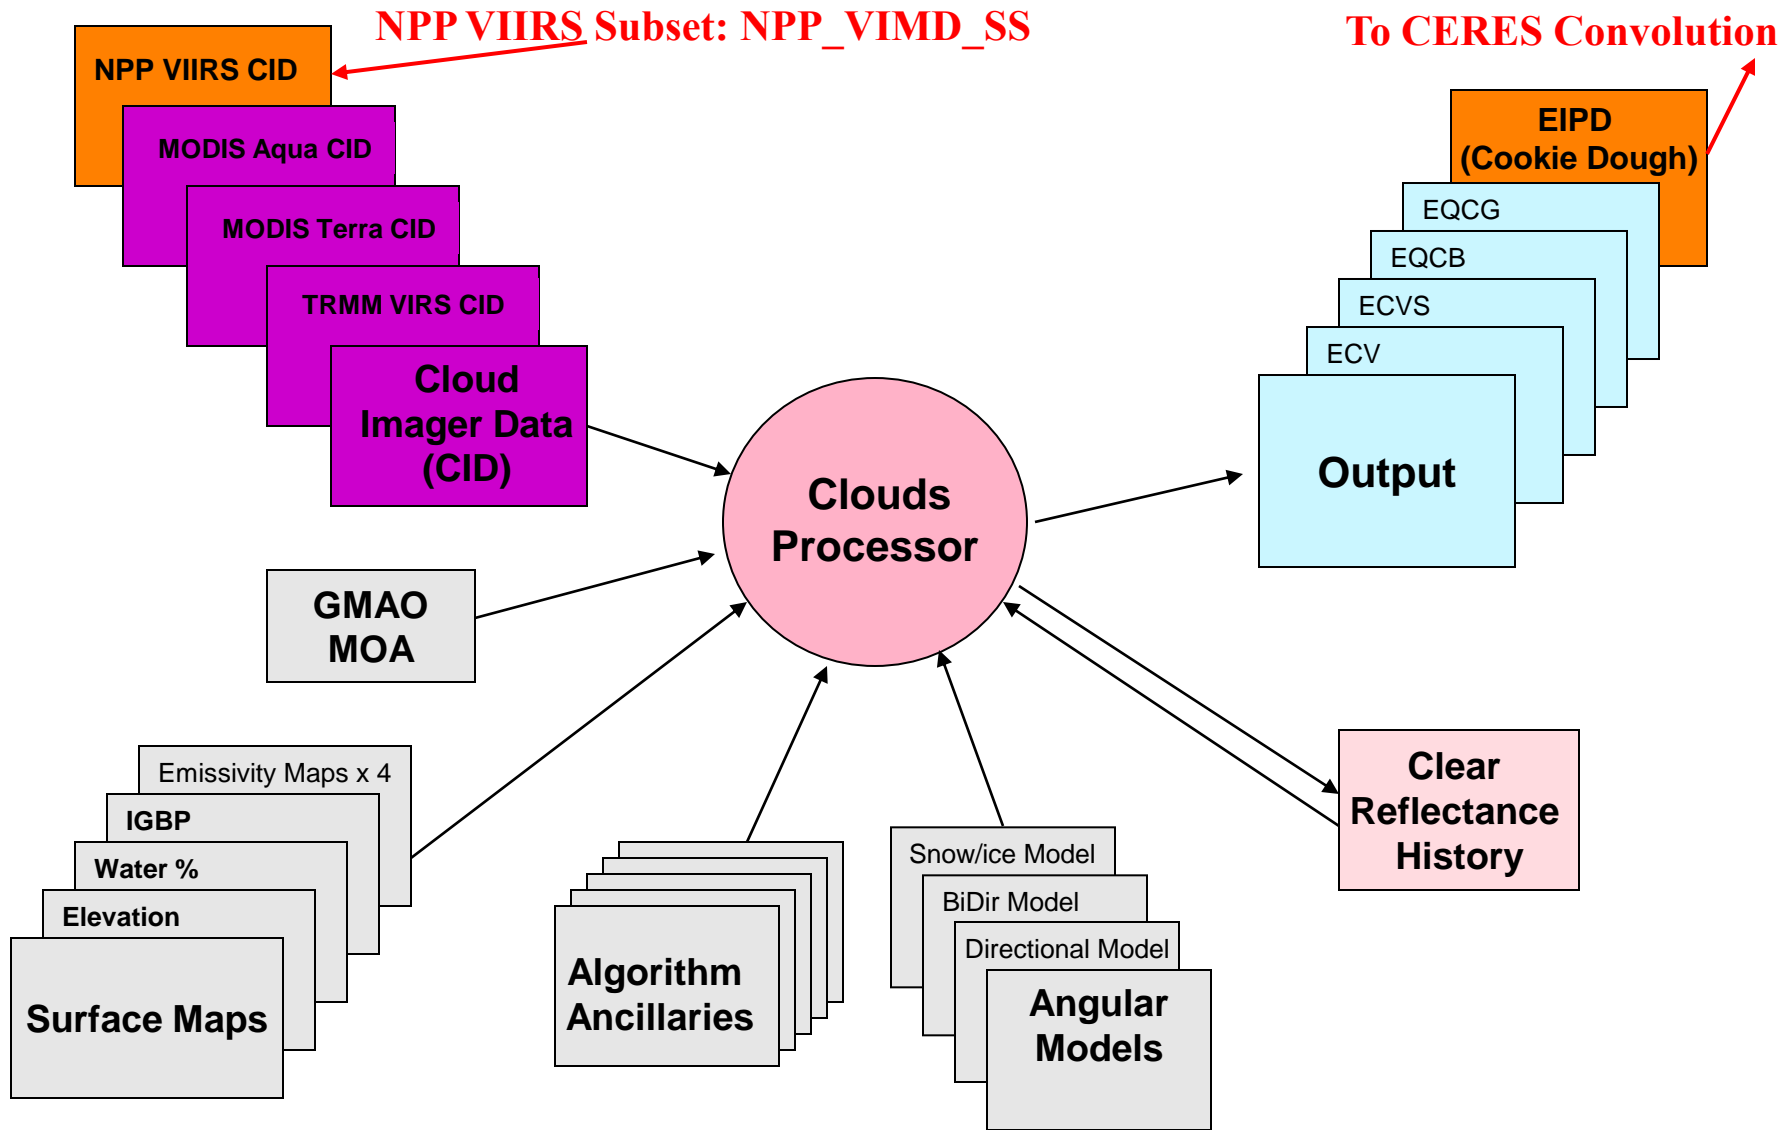 NPP VIIRS Subset: NPP_VIMD_SS
To CERES Convolution
NPP VIIRS CID
MODIS Aqua CID
MODIS Terra CID
TRMM VIRS CID
Cloud
Imager Data
(CID)
EIPD
(Cookie Dough)
EQCG
EQCB
ECVS
ECV
Output
Clouds
Processor
GMAO
MOA
Emissivity Maps x 4
IGBP
Water %
Elevation
Surface Maps
Algorithm
Ancillaries
Snow/ice Model
BiDir Model
Directional Model
Angular
Models
Clear
Reflectance
History